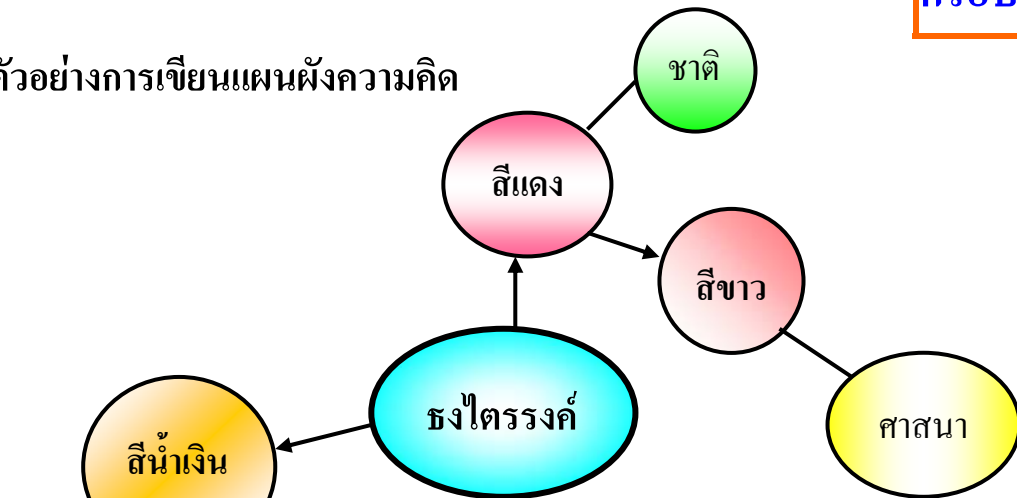 ตัวอย่างการเขียนแผนผังความคิด
ชาติ
สีแดง
สีขาว
ธงไตรรงค์
ศาสนา
สีน้ำเงิน